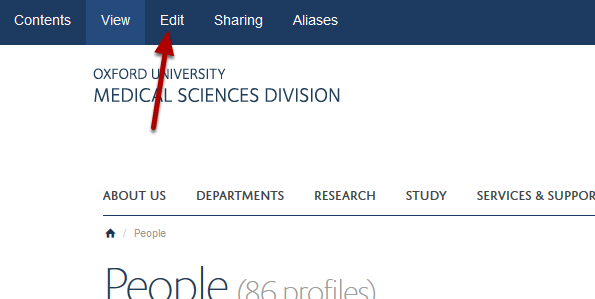 Contents View Edit Sharing Aliases
OXFORD UNIVERSITY
MEDICAL SCIENCES DIVISION
ABOUT US DEPARTMENTS RESEARCH STUDY SERVICES & SUPPOR
/ People
People (86 profiles)